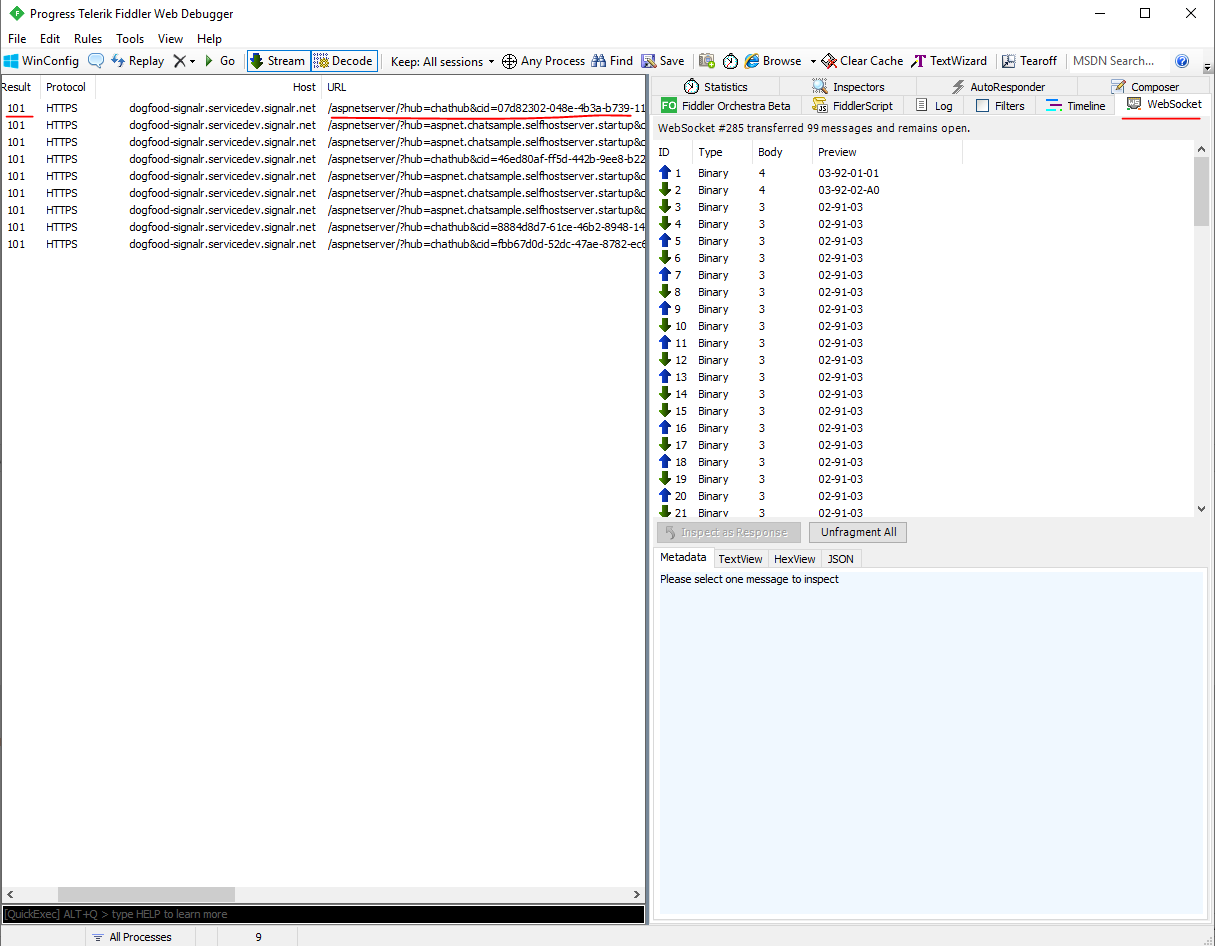 Progress Telerik Fiddler Web Debugger
File Edit Rules Tools View Help
WinConfig Replay Go Stream Decode Keep: All sessions Any Process Find Save Browse Clear Cache TextWizard Tearoff MSDN Search...
Result Protocol Host URL
101 HTTPS dogfood-signalr.servicedev.signalr.net /aspnetserver/?hub=chathub&cid=07d82302-048e-4b3a-b739-11
101 HTTPS dogfood-signalr.servicedev.signalr.net /aspnetserver/?hub=aspnet.chatsample.selfhostserver.startup&c
101 HTTPS dogfood-signalr.servicedev.signalr.net /aspnetserver/?hub=aspnet.chatsample.selfhostserver.startup&c
101 HTTPS dogfood-signalr.servicedev.signalr.net /aspnetserver/?hub=chathub&cid=46ed80af-ff5d-442b-9ee8-b22
101 HTTPS dogfood-signalr.servicedev.signalr.net /aspnetserver/?hub=aspnet.chatsample.selfhostserver.startup&c
101 HTTPS dogfood-signalr.servicedev.signalr.net /aspnetserver/?hub=aspnet.chatsample.selfhostserver.startup&c
101 HTTPS dogfood-signalr.servicedev.signalr.net /aspnetserver/?hub=aspnet.chatsample.selfhostserver.startup&c
101 HTTPS dogfood-signalr.servicedev.signalr.net /aspnetserver/?hub=chathub&cid=8884d8d7-61ce-46b2-8948-14
101 HTTPS dogfood-signalr.servicedev.signalr.net /aspnetserver/?hub=chathub&cid=fbb67d0d-52dc-47ae-8782-ec6
[QuickExec] ALT+Q > type HELP to learn more
All Processes 9
Statistics Inspectors AutoResponder Composer
FO Fiddler Orchestra Beta FiddlerScript Log Filters Timeline WebSocket
WebSocket #285 transferred 99 messages and remains open.
ID Type Body Preview
1 Binary 4 03-92-01-01
2 Binary 4 03-92-02-A0
3 Binary 3 02-91-03
4 Binary 3 02-91-03
5 Binary 3 02-91-03
6 Binary 3 02-91-03
7 Binary 3 02-91-03
8 Binary 3 02-91-03
9 Binary 3 02-91-03
10 Binary 3 02-91-03
11 Binary 3 02-91-03
12 Binary 3 02-91-03
13 Binary 3 02-91-03
14 Binary 3 02-91-03
15 Binary 3 02-91-03
16 Binary 3 02-91-03
17 Binary 3 02-91-03
18 Binary 3 02-91-03
19 Binary 3 02-91-03
20 Binary 3 02-91-03
21 Binary 3 02-91-03
Inspect as Response Unfragment All
Metadata TextView HexView JSON
Please select one message to inspect